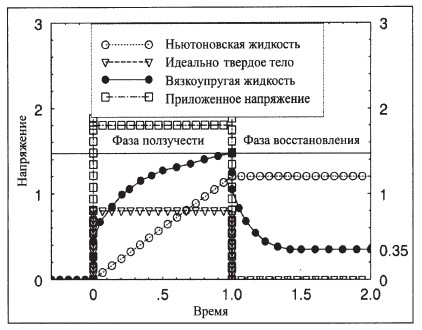 3
3
Ньютоновская жидкость
Идеально твердое тело
Вязкоупругая жидкость
Приложенное напряжение
2
2
Фаза ползучести
Фаза восстановления
Напряжение
1
1
0.35
0
0
0
.5
1.0
1.5
2.0
Время